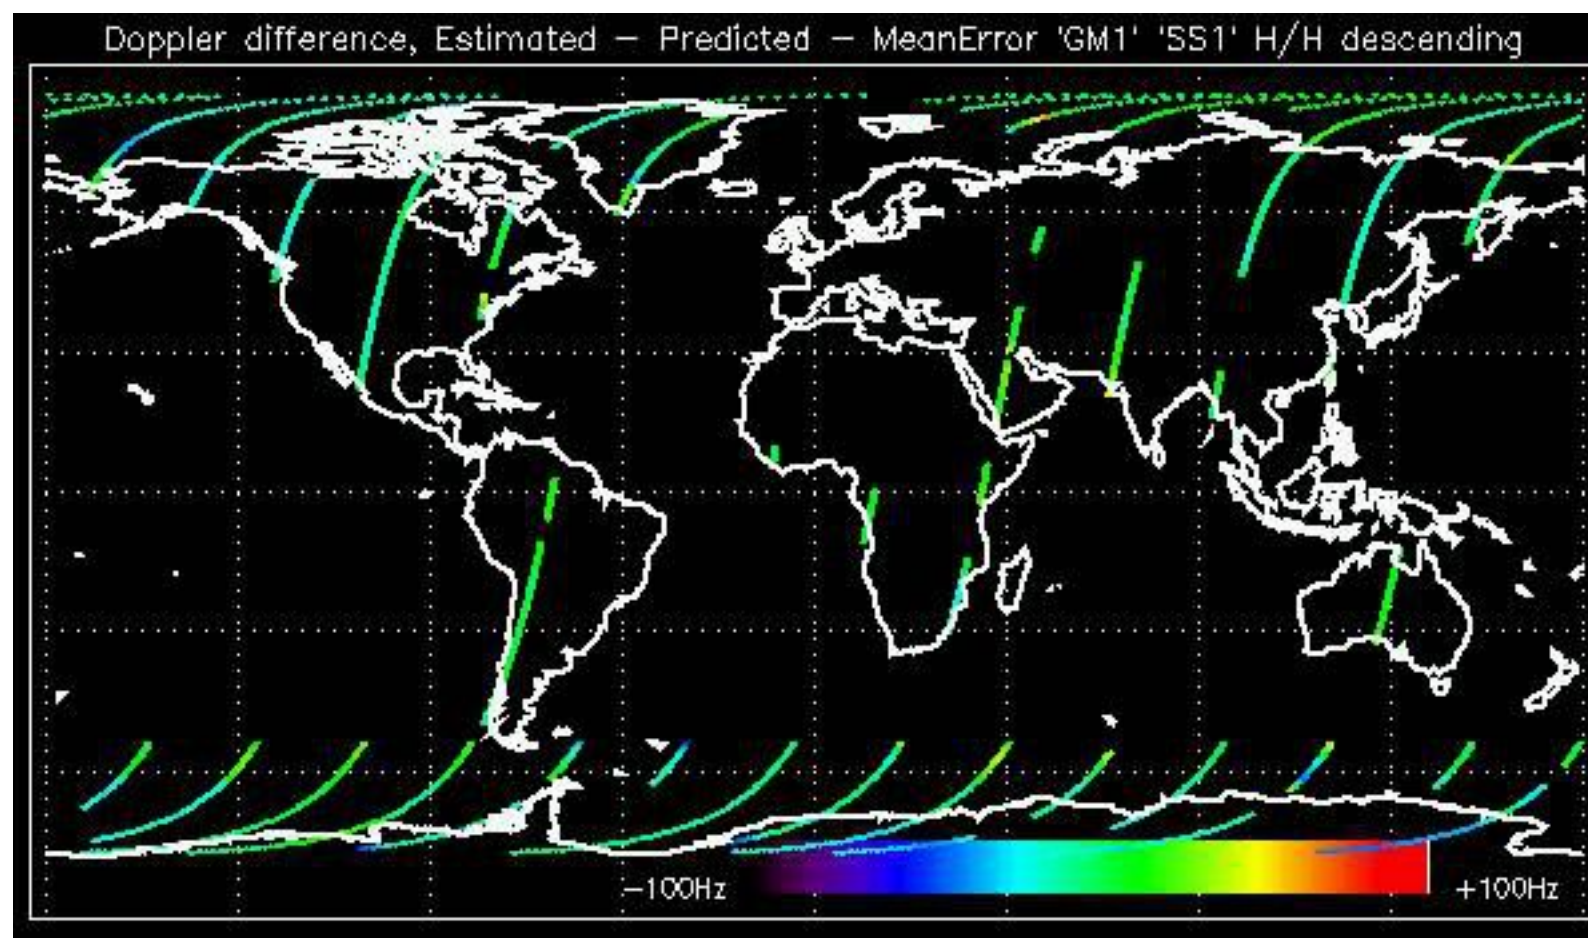 Doppler difference, Estimated – Predicted – MeanError 'GM1' 'SS1' H/H descending
–100Hz +100Hz